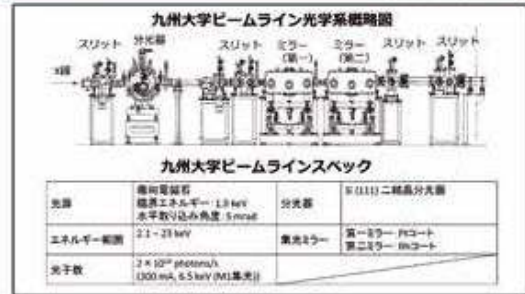 九州大学ビームライン光学系概略図
スリット 分光器 スリット ミラー (第一) ミラー (第二) スリット スリット
X線
九州大学ビームラインスペック
光源
偏向電磁石
臨界エネルギー: 1.9 keV
水平取り込み角度: 5 mrad
分光器
Si (111) 二結晶分光器
エネルギー範囲
2.1 – 23 keV
集光ミラー
第一ミラー Ptコート
第二ミラー Rhコート
光子数
photons/s
(300 mA, 6.5 keV (M1集光))